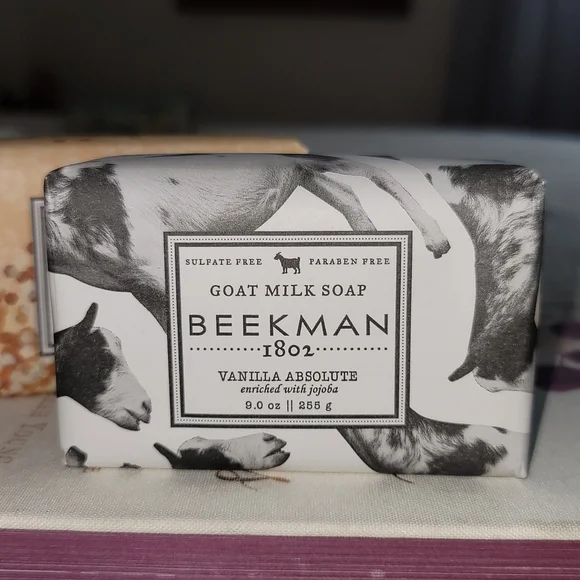 SULFATE FREE PARABEN FREE
GOAT MILK SOAP
BEEKMAN
1802
VANILLA ABSOLUTE
enriched with jojoba
9.0 oz || 255 g